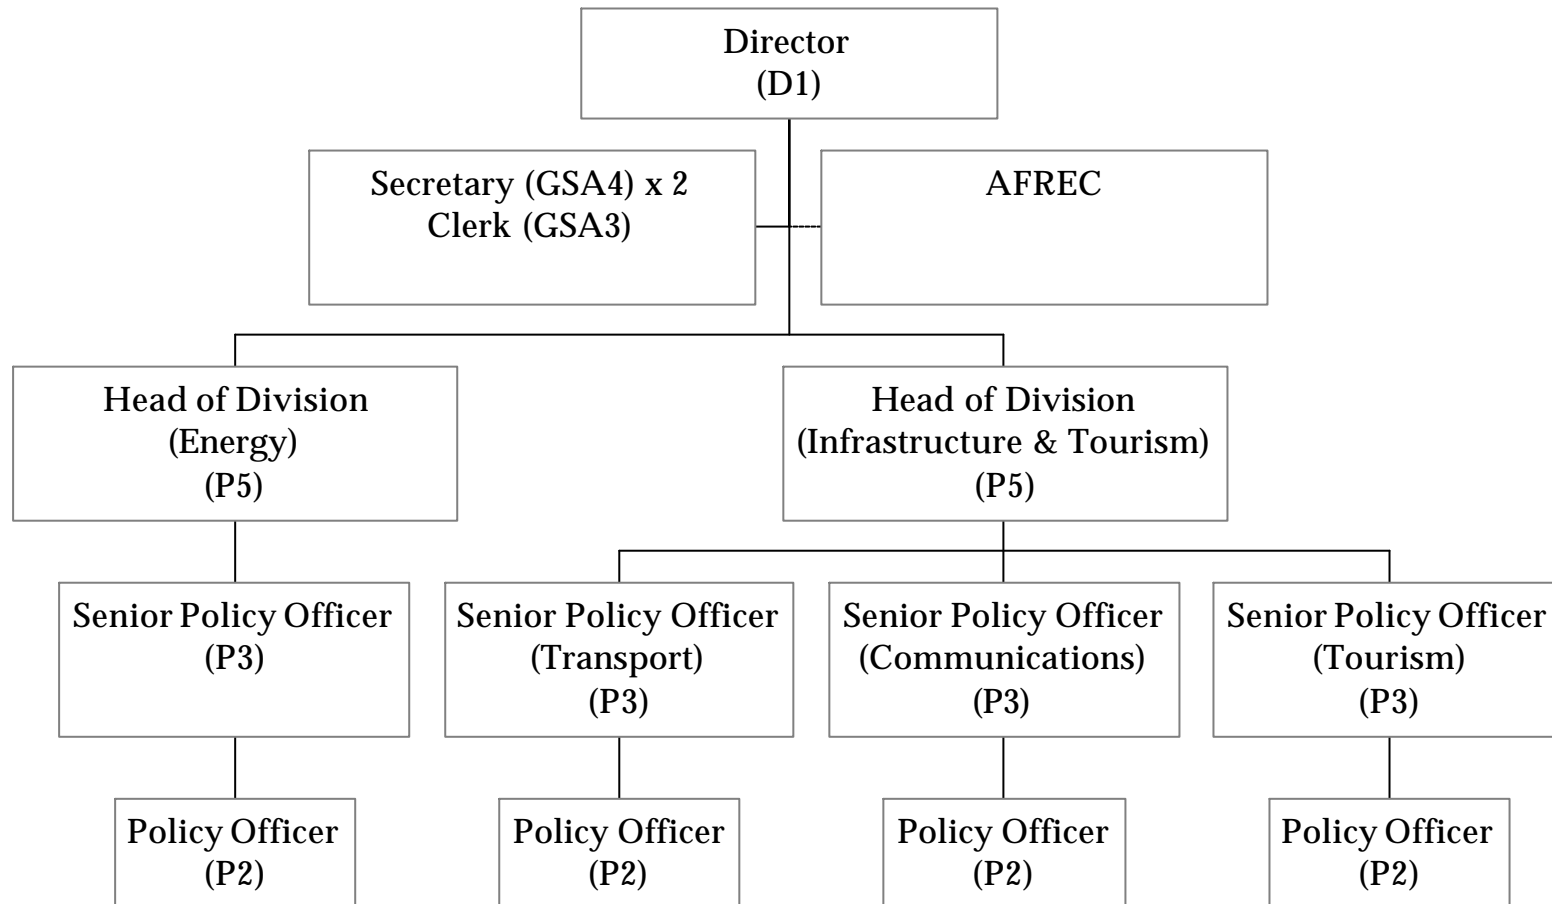 Director
(D1)
Secretary (GSA4) x 2
Clerk (GSA3)
AFREC
Head of Division
(Energy)
(P5)
Head of Division
(Infrastructure & Tourism)
(P5)
Senior Policy Officer
(P3)
Senior Policy Officer
(Transport)
(P3)
Senior Policy Officer
(Communications)
(P3)
Senior Policy Officer
(Tourism)
(P3)
Policy Officer
(P2)
Policy Officer
(P2)
Policy Officer
(P2)
Policy Officer
(P2)